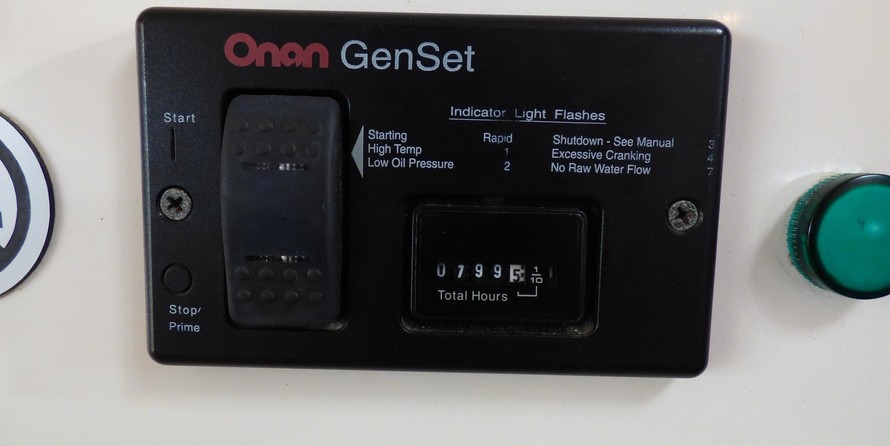 Onan GenSet
Start
Indicator Light Flashes
Starting Rapid Shutdown - See Manual 3
High Temp 1 Excessive Cranking 4
Low Oil Pressure 2 No Raw Water Flow 7
07995 1/10
Total Hours
Stop/
Prime